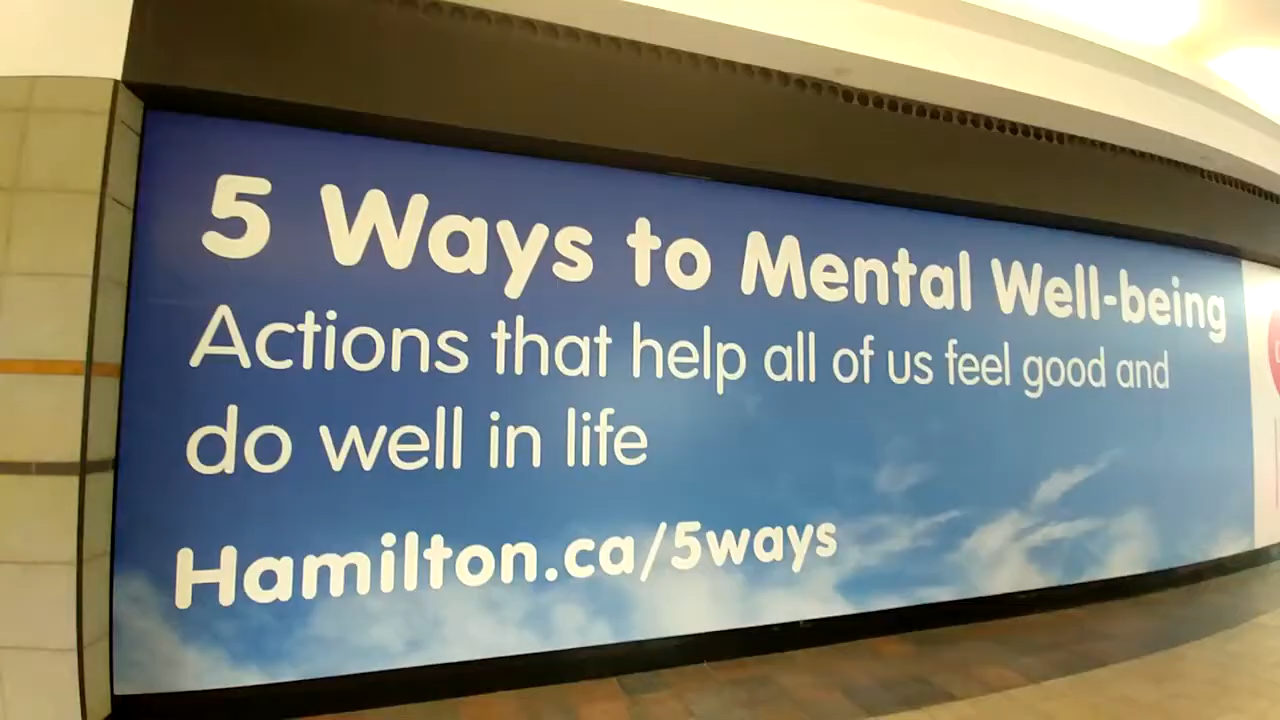 5 Ways to Mental Well-being
Actions that help all of us feel good and
do well in life
Hamilton.ca/5ways